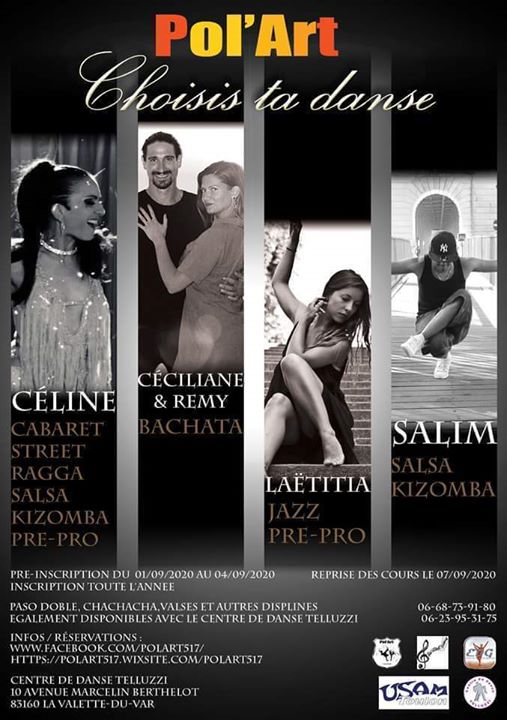 Pol'Art
Choisis ta danse
CÉLINE
CABARET
STREET
RAGGA
SALSA
KIZOMBA
PRE-PRO
CÉCILIANE
& REMY
BACHATA
LAËTITIA
JAZZ
PRE-PRO
SALIM
SALSA
KIZOMBA
PRE-INSCRIPTION DU 01/09/2020 AU 04/09/2020
INSCRIPTION TOUTE L'ANNEE
REPRISE DES COURS LE 07/09/2020
PASO DOBLE, CHACHACHA,VALSES ET AUTRES DISPLINES
EGALEMENT DISPONIBLES AVEC LE CENTRE DE DANSE TELLUZZI
06-68-73-91-80
06-23-95-31-75
INFOS / RÉSERVATIONS :
WWW.FACEBOOK.COM/POLART517/
HTTPS://POLART517.WIXSITE.COM/POLART517
CENTRE DE DANSE TELLUZZI
10 AVENUE MARCELIN BERTHELOT
83160 LA VALETTE-DU-VAR
Pol'Art
USAM
Toulon